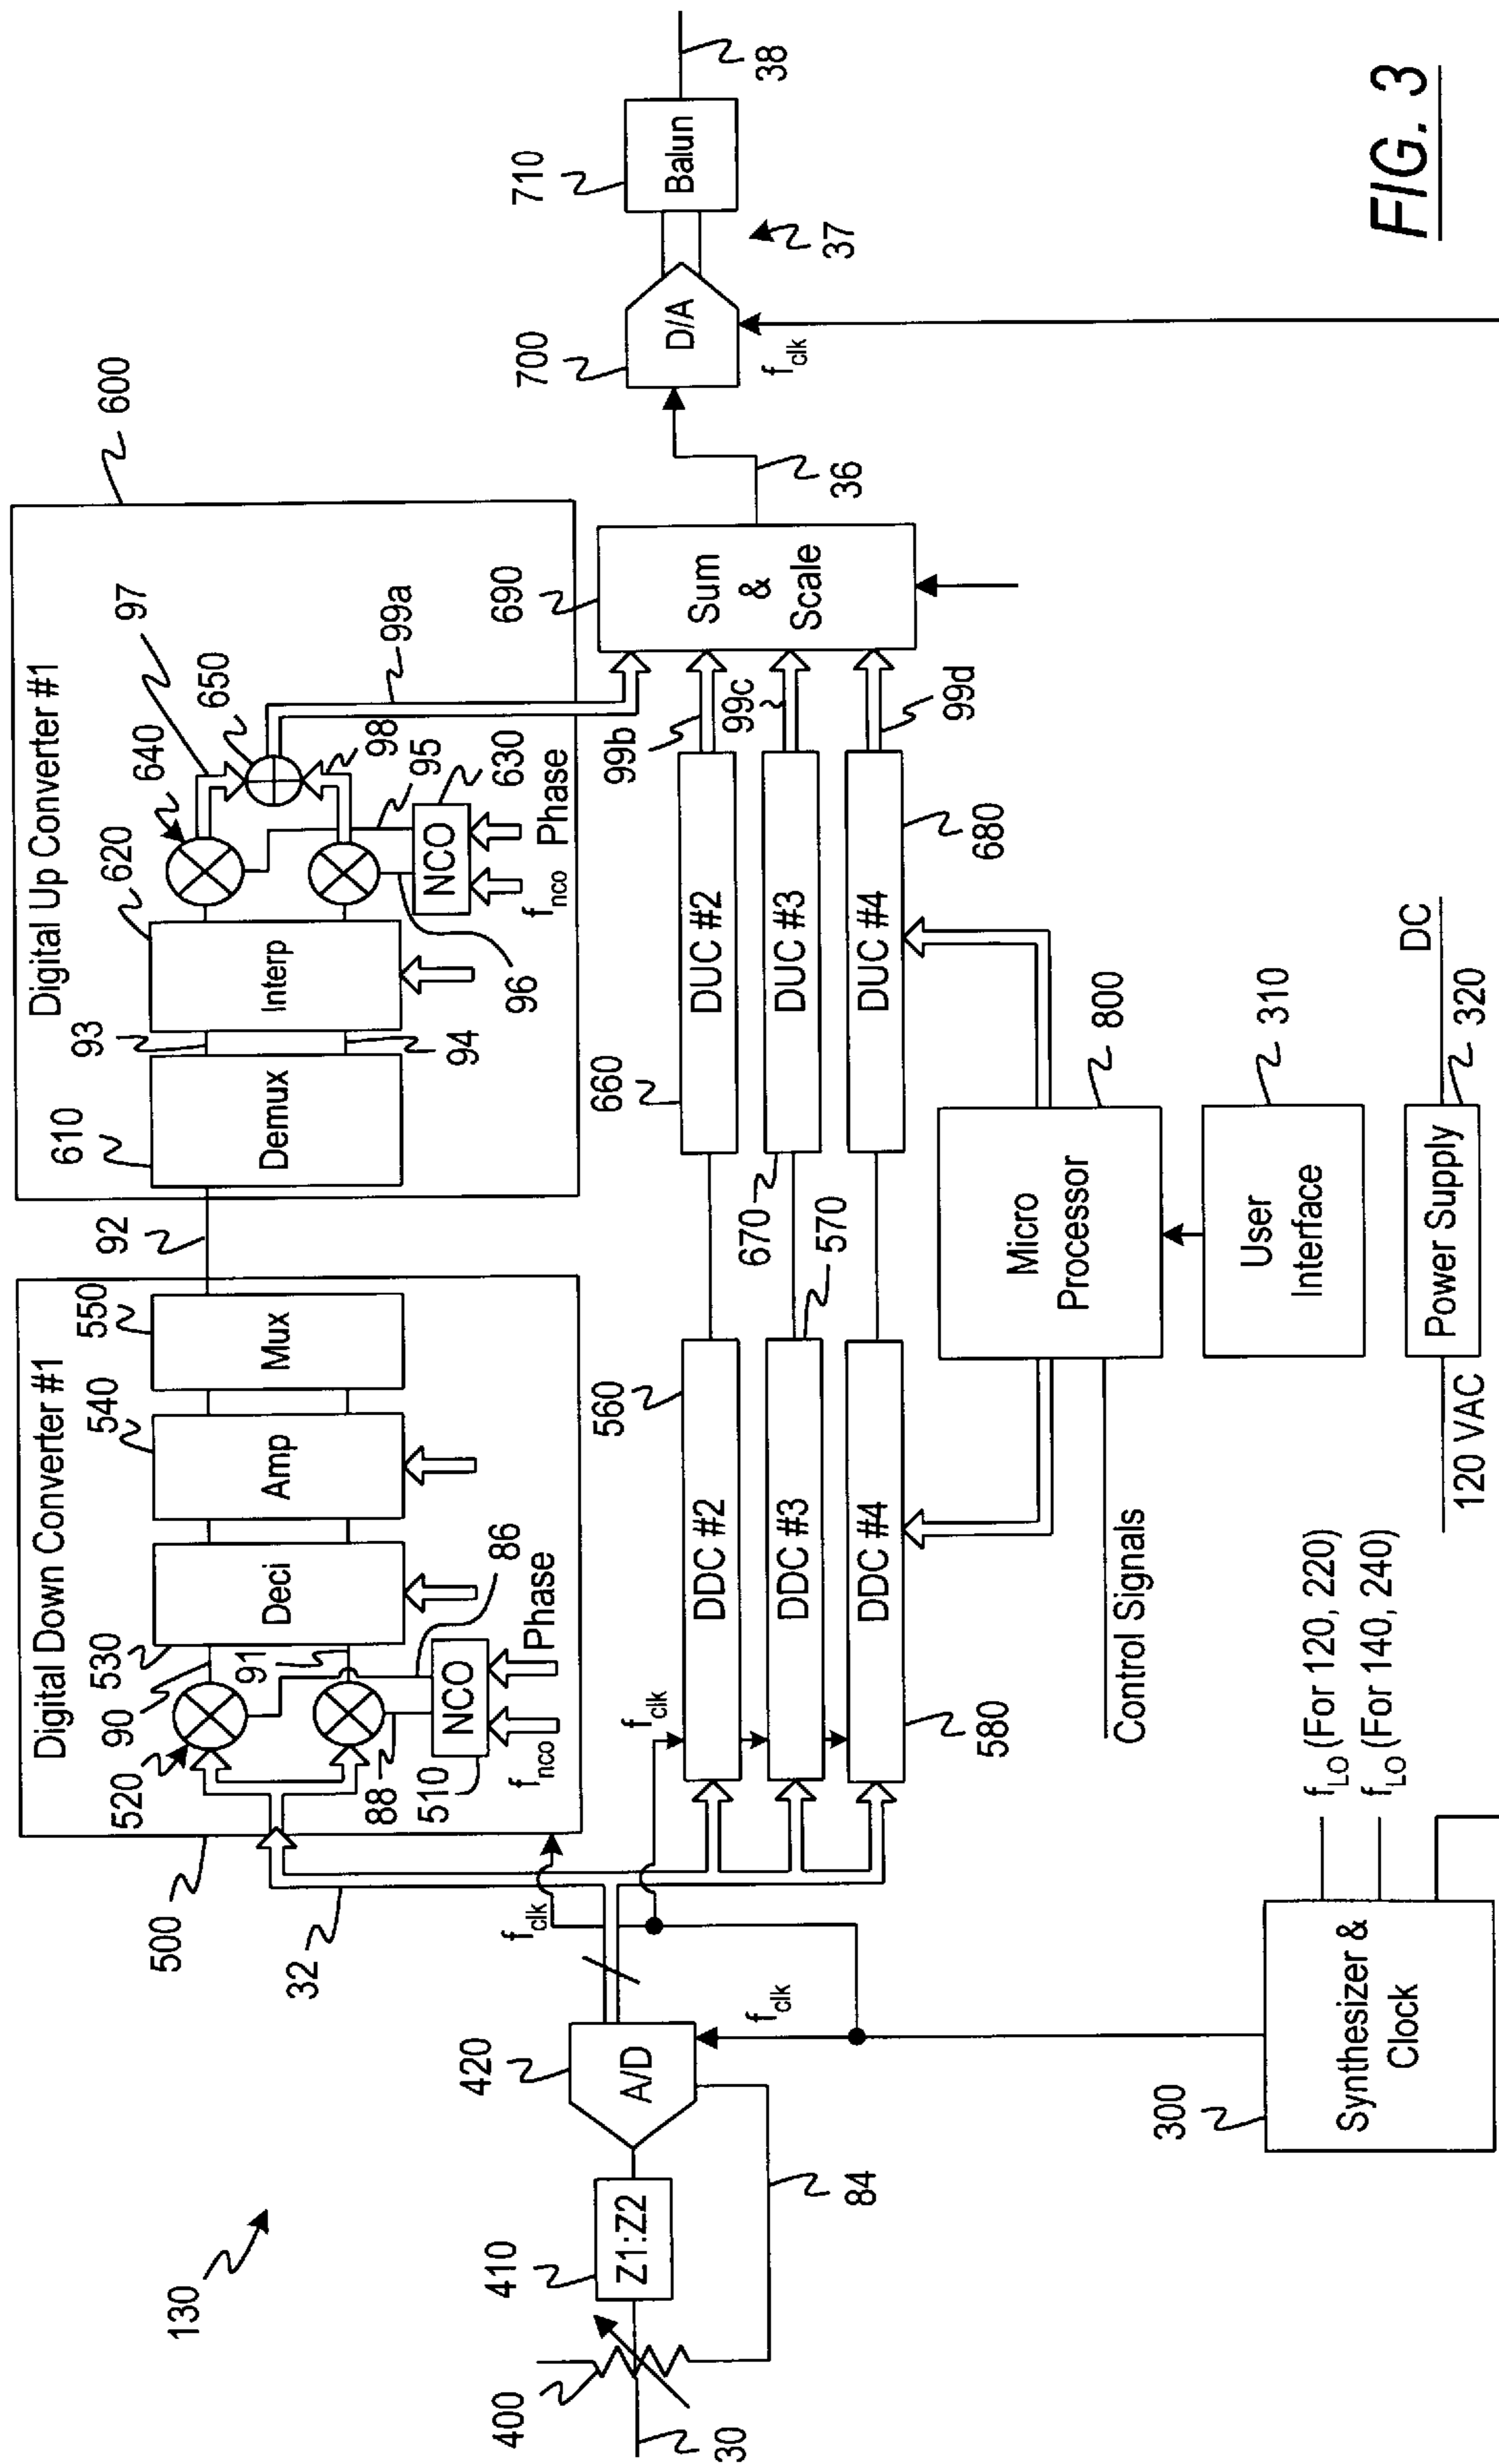 130
30
400
410
Z1:Z2
84
420
A/D
f_clk
f_clk
32
500
Digital Down Converter #1
520
90
530
91
88
510
NCO
f_nco
Phase
86
Deci
540
Amp
550
Mux
92
Digital Up Converter #1
600
610
Demux
93
94
620
Interp
640
97
650
98
95
96
630
NCO
f_nco
Phase
99a
f_clk
560
DDC #2
DDC #3
570
DDC #4
580
660
DUC #2
670
DUC #3
DUC #4
680
99b
99c
99d
690
Sum
&
Scale
36
700
D/A
f_clk
37
710
Balun
38
Micro
Processor
800
Control Signals
User
Interface
310
120 VAC
Power Supply
320
DC
300
Synthesizer &
Clock
f_LO (For 120, 220)
f_LO (For 140, 240)
FIG. 3